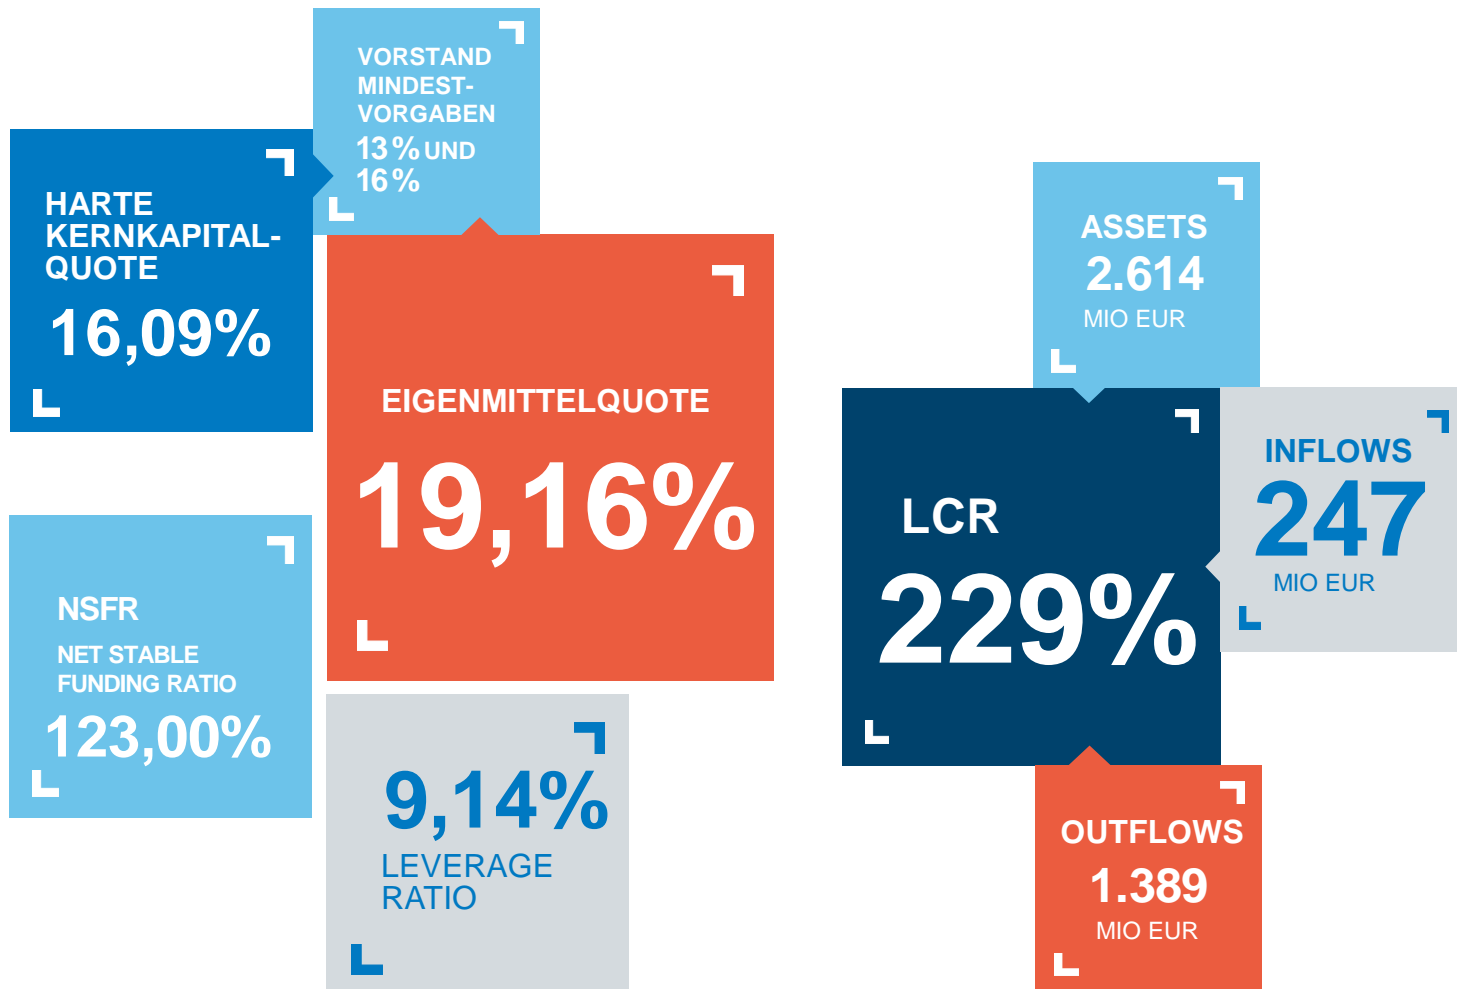 VORSTAND
MINDEST-
VORGABEN
13 % UND
16 %
HARTE
KERNKAPITAL-
QUOTE
16,09%
EIGENMITTELQUOTE
19,16%
NSFR
NET STABLE
FUNDING RATIO
123,00%
9,14%
LEVERAGE
RATIO
ASSETS
2.614
MIO EUR
LCR
229%
INFLOWS
247
MIO EUR
OUTFLOWS
1.389
MIO EUR